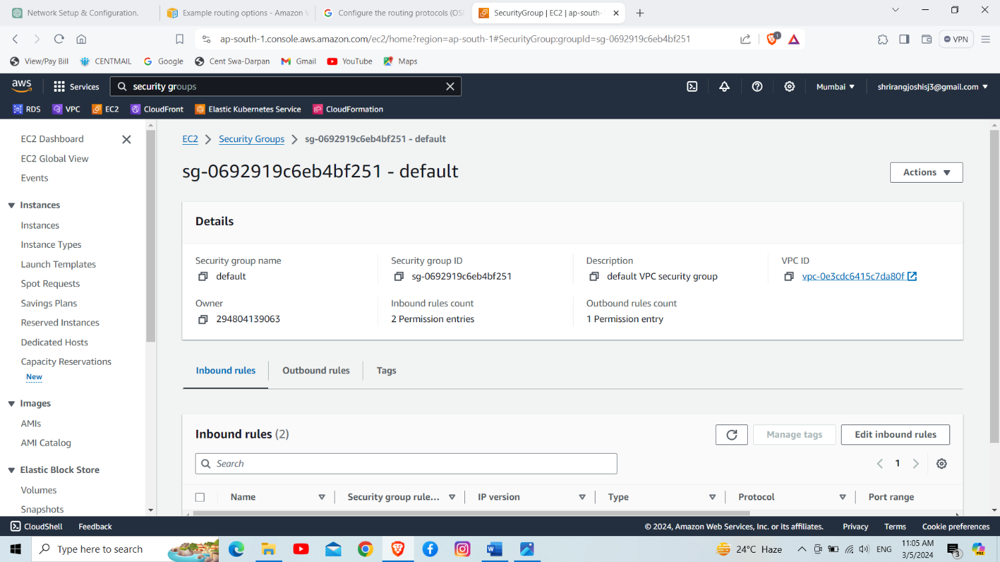 Network Setup & Configuration.
Example routing options - Amazon V
Configure the routing protocols (OS
SecurityGroup | EC2 | ap-south-
ap-south-1.console.aws.amazon.com/ec2/home?region=ap-south-1#SecurityGroup:groupId=sg-0692919c6eb4bf251
1
VPN
View/Pay Bill
CENTMAIL
Google
Cent Swa-Darpan
Gmail
YouTube
Maps
aws
Services
security groups
Mumbai
shrirangjoshisj3@gmail.com
RDS
VPC
EC2
CloudFront
Elastic Kubernetes Service
CloudFormation
EC2 Dashboard
EC2 Global View
Events
Instances
Instances
Instance Types
Launch Templates
Spot Requests
Savings Plans
Reserved Instances
Dedicated Hosts
Capacity Reservations
New
Images
AMIs
AMI Catalog
Elastic Block Store
Volumes
Snapshots
EC2
Security Groups
sg-0692919c6eb4bf251 - default
sg-0692919c6eb4bf251 - default
Actions
Details
Security group name
default
Security group ID
sg-0692919c6eb4bf251
Description
default VPC security group
VPC ID
vpc-0e3cdc6415c7da80f
Owner
294804139063
Inbound rules count
2 Permission entries
Outbound rules count
1 Permission entry
Inbound rules
Outbound rules
Tags
Inbound rules (2)
Manage tags
Edit inbound rules
Search
1
Name
Security group rule...
IP version
Type
Protocol
Port range
CloudShell
Feedback
© 2024, Amazon Web Services, Inc. or its affiliates.
Privacy
Terms
Cookie preferences
Type here to search
24°C Haze
ENG
11:05 AM
3/5/2024
3
PRE